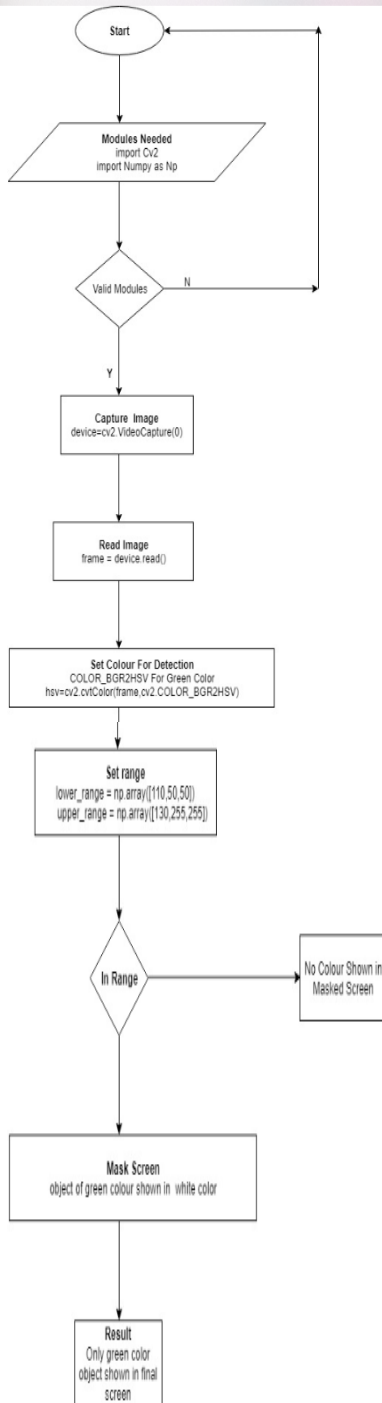 Start
Modules Needed
import Cv2
import Numpy as Np
Valid Modules
N
Y
Capture Image
device=cv2.VideoCapture(0)
Read Image
frame = device.read()
Set Colour For Detection
COLOR_BGR2HSV For Green Color
hsv=cv2.cvtColor(frame,cv2.COLOR_BGR2HSV)
Set range
lower_range = np.array([110,50,50])
upper_range = np.array([130,255,255])
In Range
No Colour Shown in
Masked Screen
Mask Screen
object of green colour shown in white color
Result
Only green color
object shown in final
screen